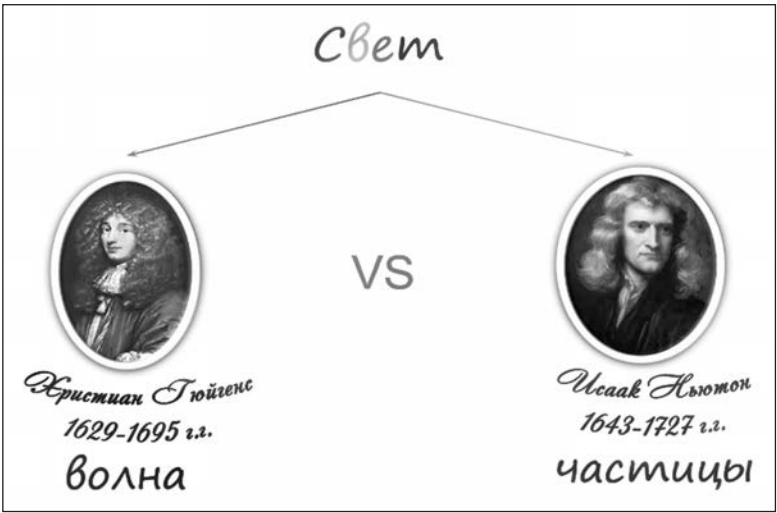 Свет
vs
Христиан Гюйгенс
1629-1695 г.г.
волна
Исаак Ньютон
1643-1727 г.г.
частицы